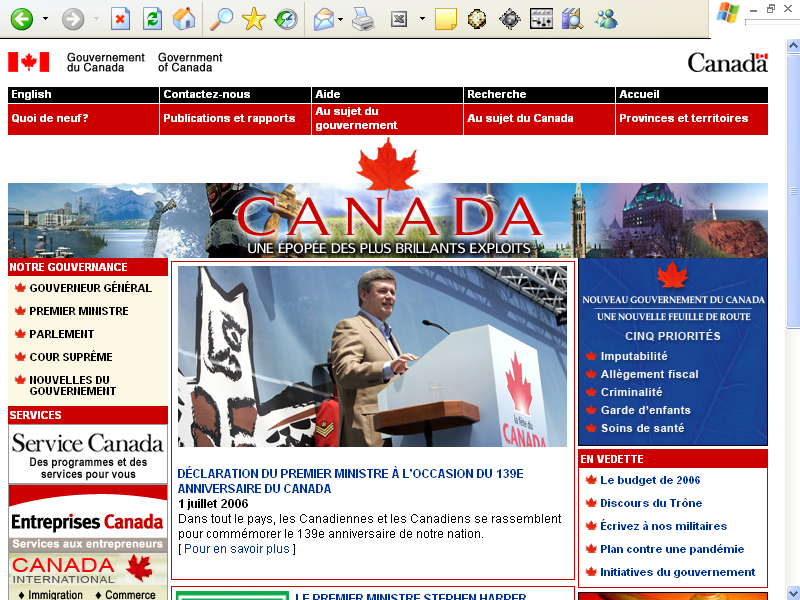 Gouvernement
du Canada
Government
of Canada
Canada
English
Contactez-nous
Aide
Recherche
Accueil
Quoi de neuf?
Publications et rapports
Au sujet du
gouvernement
Au sujet du Canada
Provinces et territoires
CANADA
UNE ÉPOPÉE DES PLUS BRILLANTS EXPLOITS
NOTRE GOUVERNANCE
GOUVERNEUR GÉNÉRAL
PREMIER MINISTRE
PARLEMENT
COUR SUPRÊME
NOUVELLES DU
GOUVERNEMENT
SERVICES
Service Canada
Des programmes et des
services pour vous
Entreprises Canada
Services aux entrepreneurs
CANADA
INTERNATIONAL
♦ Immigration ♦ Commerce
la fête du
CANADA
DÉCLARATION DU PREMIER MINISTRE À L'OCCASION DU 139E
ANNIVERSAIRE DU CANADA
1 juillet 2006
Dans tout le pays, les Canadiennes et les Canadiens se rassemblent
pour commémorer le 139e anniversaire de notre nation.
[ Pour en savoir plus ]
LE PREMIER MINISTRE STEPHEN HARPER
NOUVEAU GOUVERNEMENT DU CANADA
UNE NOUVELLE FEUILLE DE ROUTE
CINQ PRIORITÉS
Imputabilité
Allègement fiscal
Criminalité
Garde d'enfants
Soins de santé
EN VEDETTE
Le budget de 2006
Discours du Trône
Écrivez à nos militaires
Plan contre une pandémie
Initiatives du gouvernement